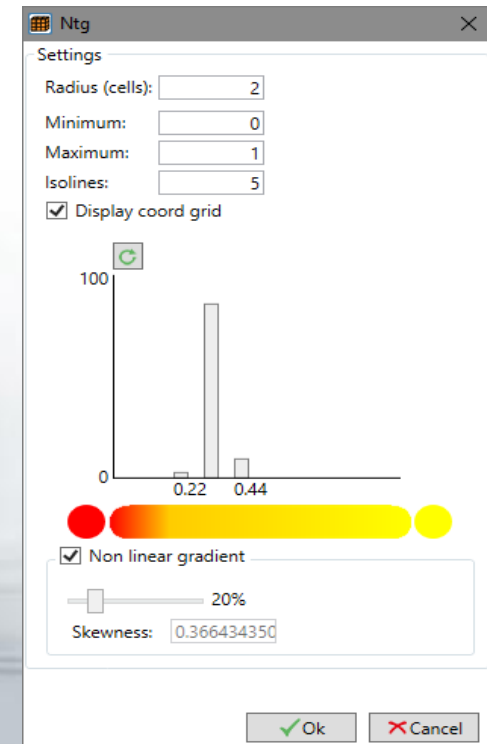 Ntg
Settings
Radius (cells): 2
Minimum: 0
Maximum: 1
Isolines: 5
Display coord grid
100
0
0.22 0.44
Non linear gradient
20%
Skewness: 0.366434350
Ok Cancel